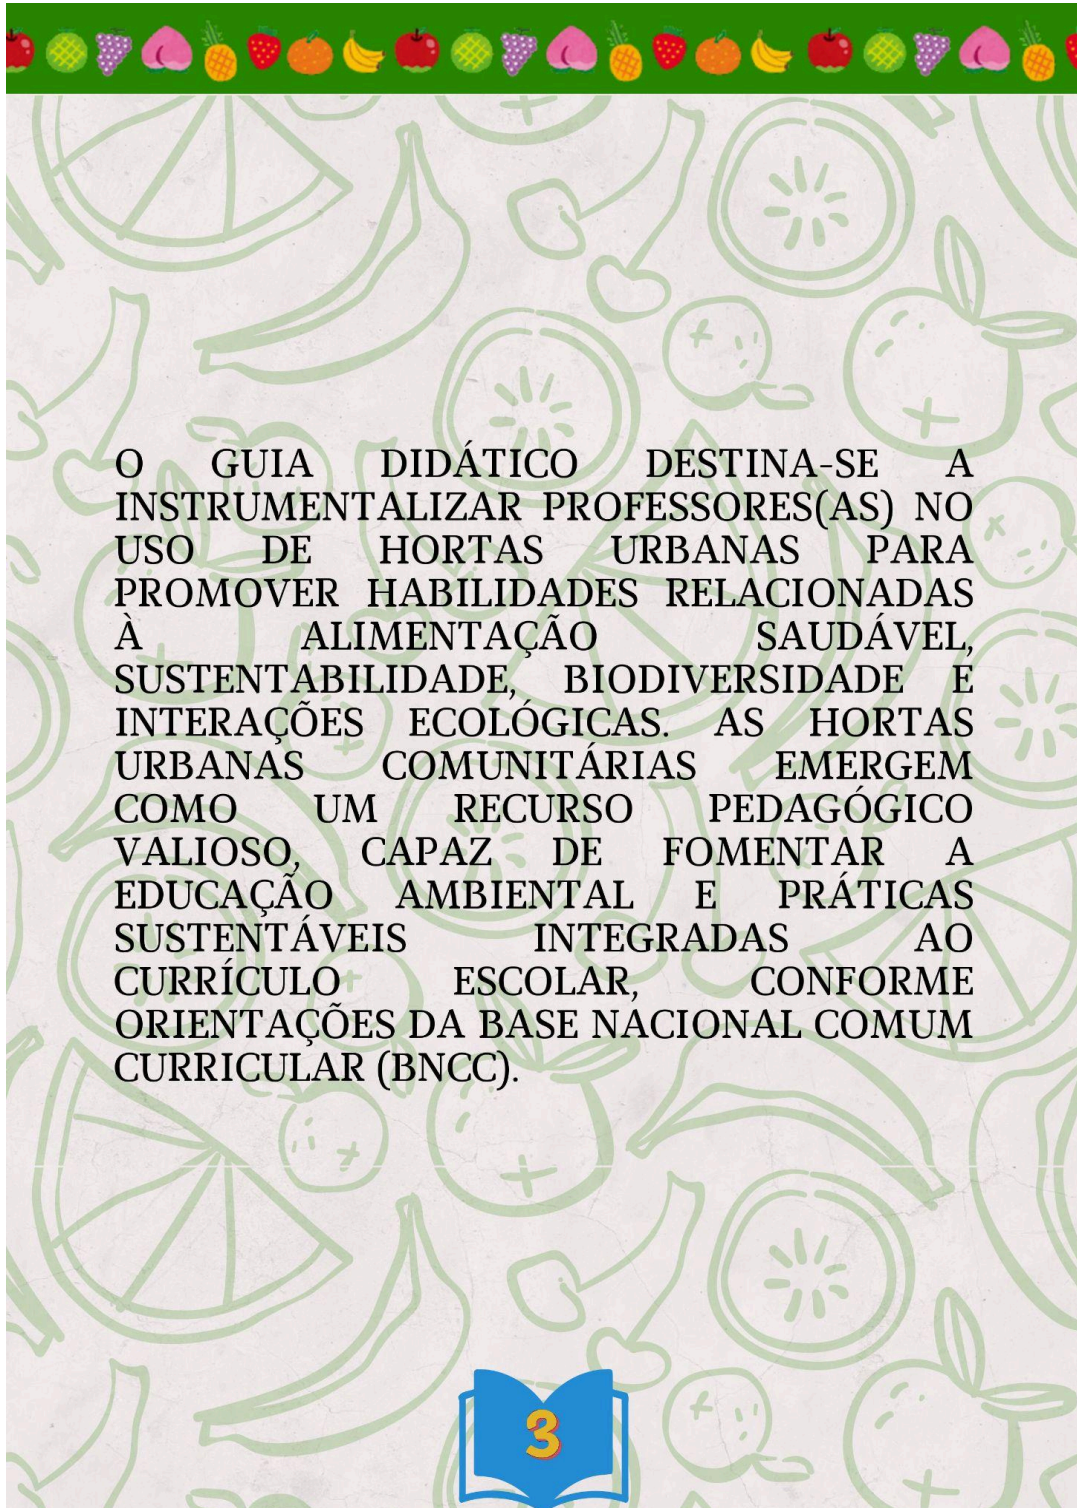 O GUIA DIDÁTICO DESTINA-SE A
INSTRUMENTALIZAR PROFESSORES(AS) NO
USO DE HORTAS URBANAS PARA
PROMOVER HABILIDADES RELACIONADAS
À ALIMENTAÇÃO SAUDÁVEL,
SUSTENTABILIDADE, BIODIVERSIDADE E
INTERAÇÕES ECOLÓGICAS. AS HORTAS
URBANAS COMUNITÁRIAS EMERGEM
COMO UM RECURSO PEDAGÓGICO
VALIOSO, CAPAZ DE FOMENTAR A
EDUCAÇÃO AMBIENTAL E PRÁTICAS
SUSTENTÁVEIS INTEGRADAS AO
CURRÍCULO ESCOLAR, CONFORME
ORIENTAÇÕES DA BASE NACIONAL COMUM
CURRICULAR (BNCC).
3